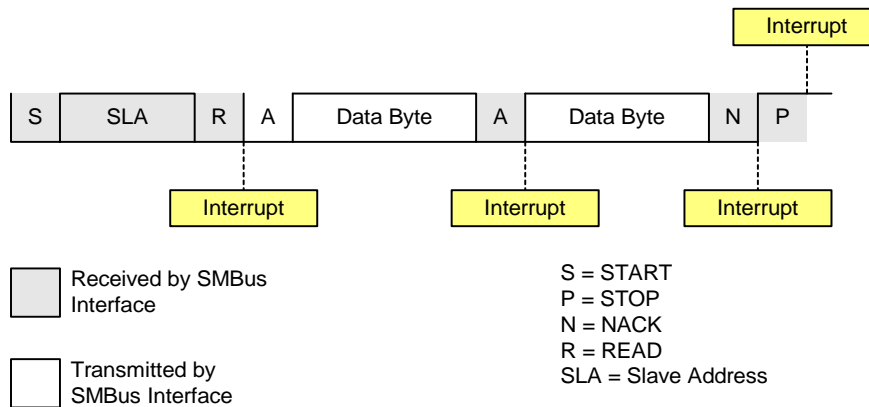 Interrupt
S SLA R A Data Byte A Data Byte N P
Interrupt Interrupt Interrupt
Received by SMBus
Interface
Transmitted by
SMBus Interface
S = START
P = STOP
N = NACK
R = READ
SLA = Slave Address